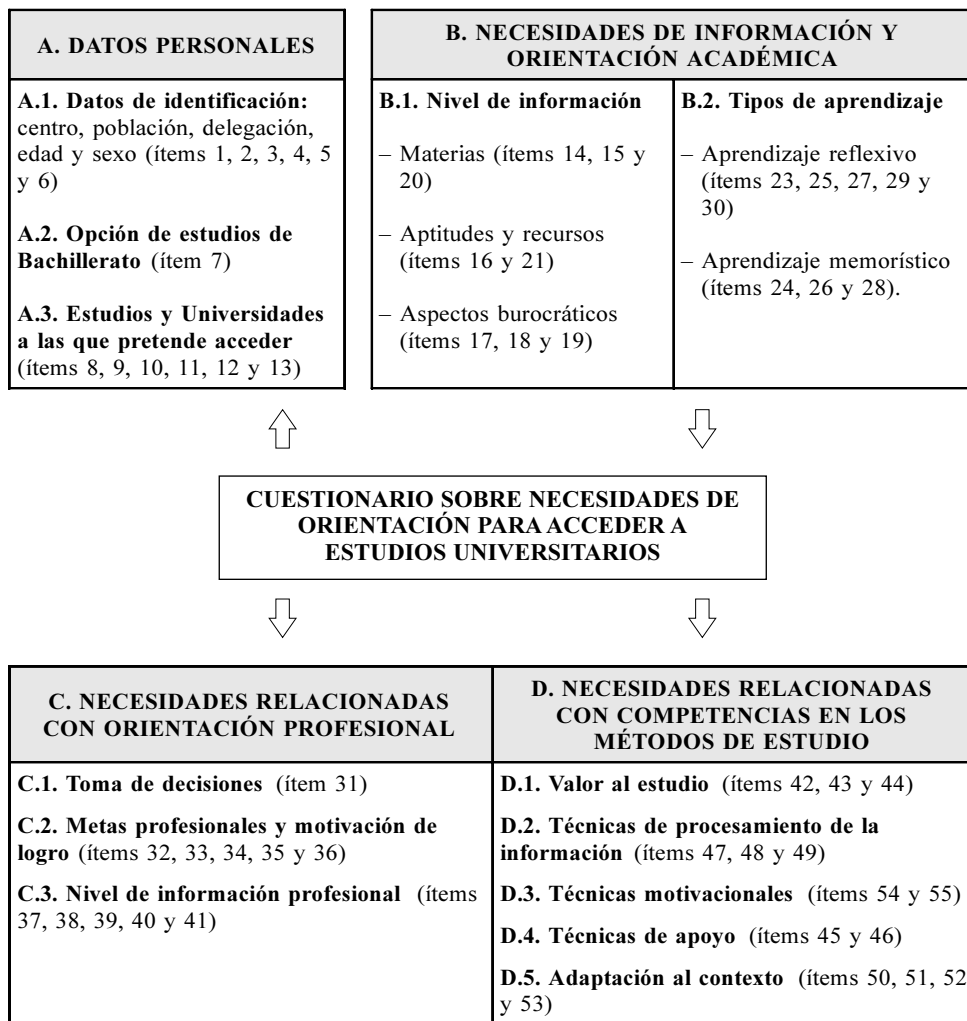 A. DATOS PERSONALES
A.1. Datos de identificación:
centro, población, delegación,
edad y sexo (ítems 1, 2, 3, 4, 5
y 6)
A.2. Opción de estudios de
Bachillerato (ítem 7)
A.3. Estudios y Universidades
a las que pretende acceder
(ítems 8, 9, 10, 11, 12 y 13)
B. NECESIDADES DE INFORMACIÓN Y
ORIENTACIÓN ACADÉMICA
B.1. Nivel de información
– Materias (ítems 14, 15 y
20)
– Aptitudes y recursos
(ítems 16 y 21)
– Aspectos burocráticos
(ítems 17, 18 y 19)
B.2. Tipos de aprendizaje
– Aprendizaje reflexivo
(ítems 23, 25, 27, 29 y
30)
– Aprendizaje memorístico
(ítems 24, 26 y 28).
CUESTIONARIO SOBRE NECESIDADES DE
ORIENTACIÓN PARA ACCEDER A
ESTUDIOS UNIVERSITARIOS
C. NECESIDADES RELACIONADAS
CON ORIENTACIÓN PROFESIONAL
C.1. Toma de decisiones (ítem 31)
C.2. Metas profesionales y motivación de
logro (ítems 32, 33, 34, 35 y 36)
C.3. Nivel de información profesional (ítems
37, 38, 39, 40 y 41)
D. NECESIDADES RELACIONADAS
CON COMPETENCIAS EN LOS
MÉTODOS DE ESTUDIO
D.1. Valor al estudio (ítems 42, 43 y 44)
D.2. Técnicas de procesamiento de la
información (ítems 47, 48 y 49)
D.3. Técnicas motivacionales (ítems 54 y 55)
D.4. Técnicas de apoyo (ítems 45 y 46)
D.5. Adaptación al contexto (ítems 50, 51, 52
y 53)